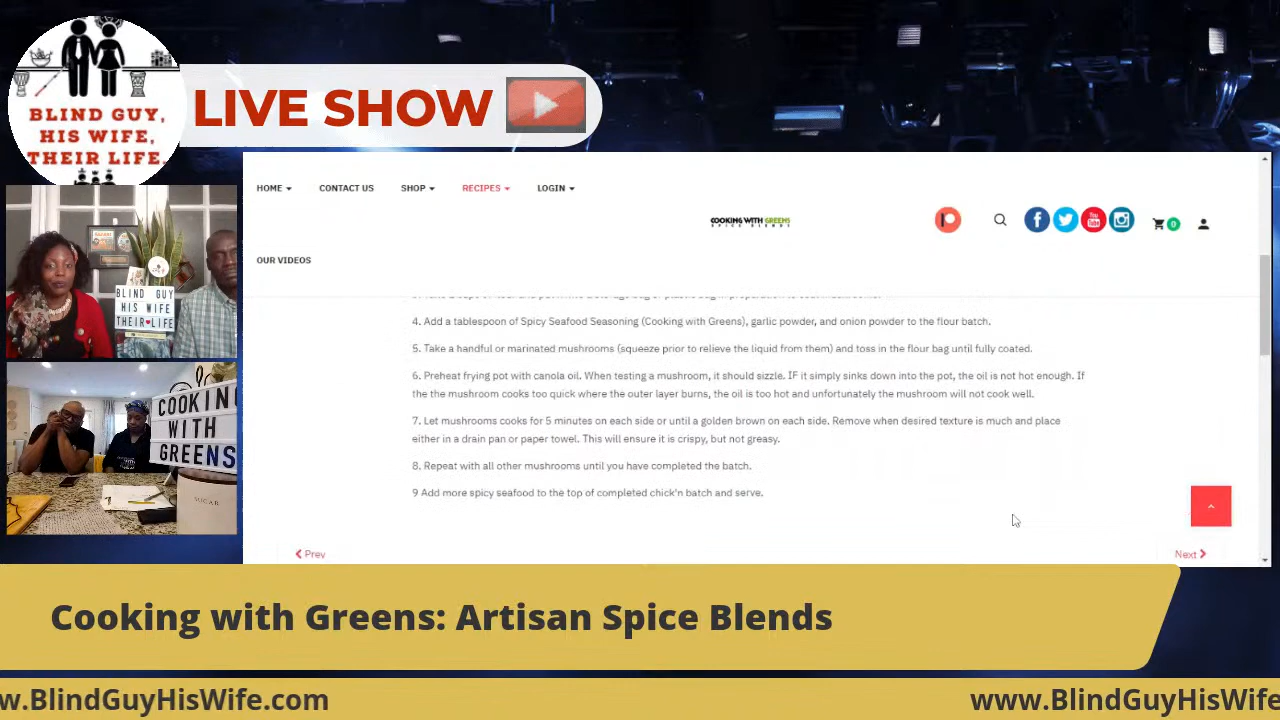 BLIND GUY,
HIS WIFE,
THEIR LIFE.
LIVE SHOW
HOME
CONTACT US
SHOP
RECIPES
LOGIN
COOKING WITH GREENS
SPICE BLENDS
You
Tube
0
OUR VIDEOS
4. Add a tablespoon of Spicy Seafood Seasoning (Cooking with Greens), garlic powder, and onion powder to the flour batch.
5. Take a handful or marinated mushrooms (squeeze prior to relieve the liquid from them) and toss in the flour bag until fully coated.
6. Preheat frying pot with canola oil. When testing a mushroom, it should sizzle. IF it simply sinks down into the pot, the oil is not hot enough. If
the the mushroom cooks too quick where the outer layer burns, the oil is too hot and unfortunately the mushroom will not cook well.
7. Let mushrooms cooks for 5 minutes on each side or until a golden brown on each side. Remove when desired texture is much and place
either in a drain pan or paper towel. This will ensure it is crispy, but not greasy.
8. Repeat with all other mushrooms until you have completed the batch.
9 Add more spicy seafood to the top of completed chick'n batch and serve.
Prev
Next
BLIND GUY
HIS WIFE
THEIR LIFE
COOKING
WITH
GREENS
SUGAR
Cooking with Greens: Artisan Spice Blends
w.BlindGuyHisWife.com
www.BlindGuyHisWife